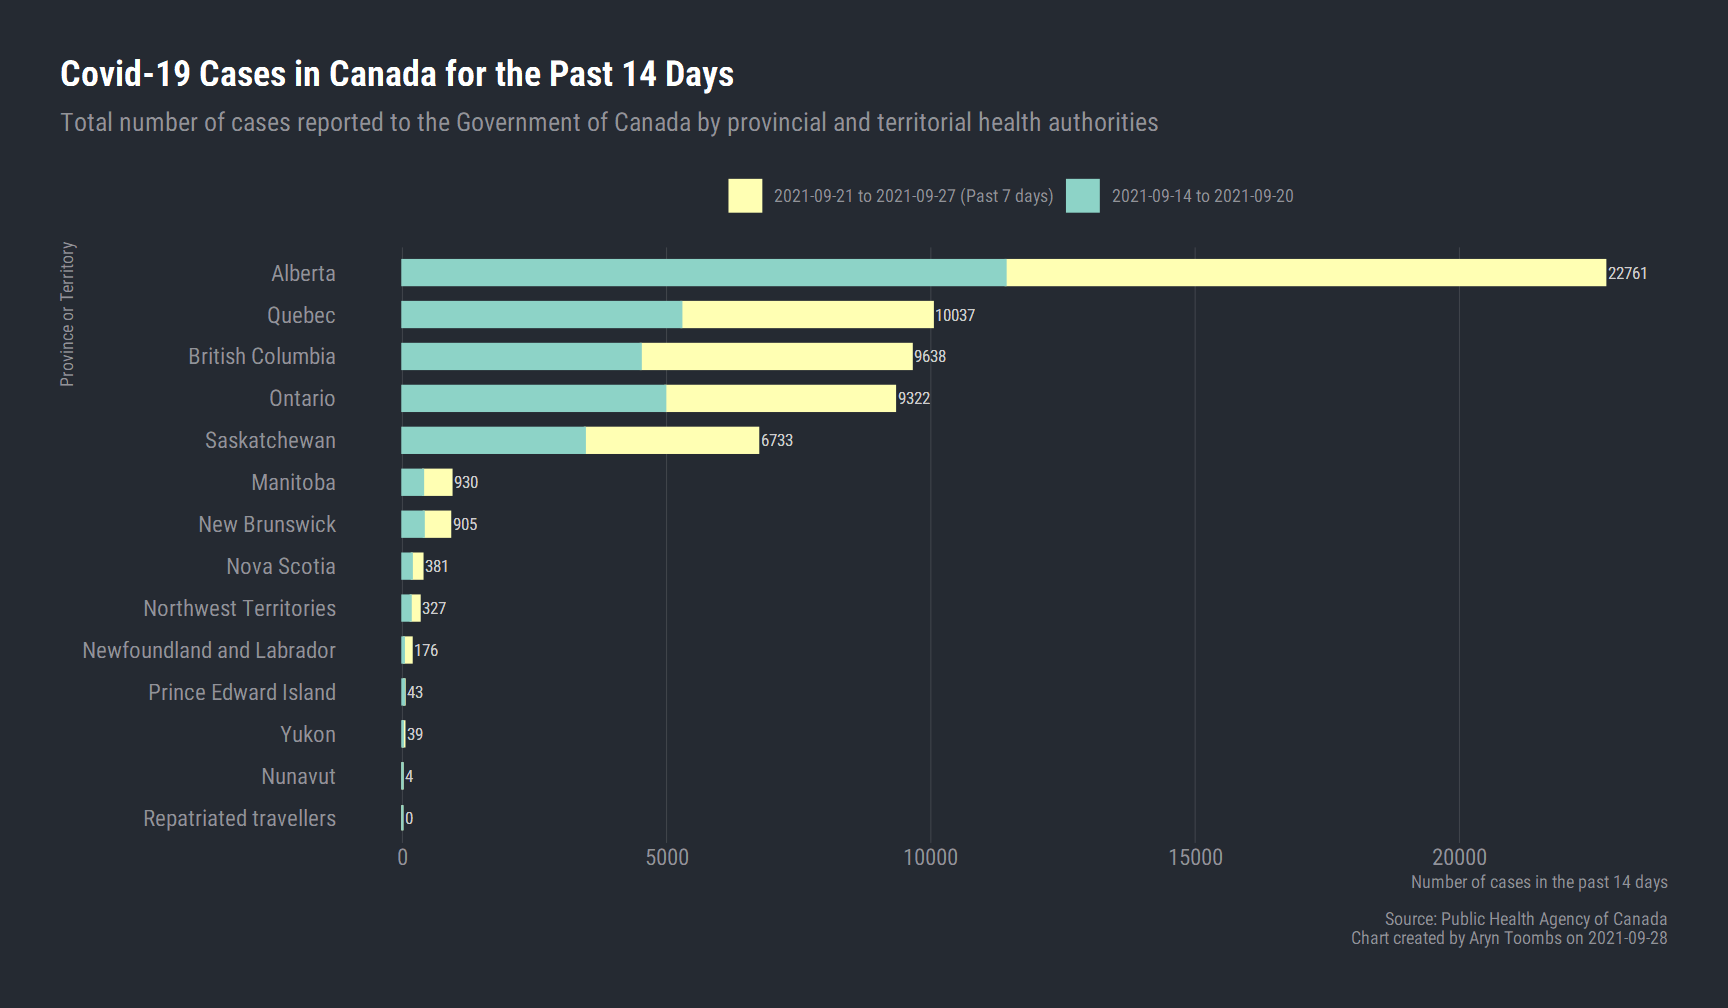 Covid-19 Cases in Canada for the Past 14 Days
Total number of cases reported to the Government of Canada by provincial and territorial health authorities
2021-09-21 to 2021-09-27 (Past 7 days)
2021-09-14 to 2021-09-20
Province or Territory
Alberta 22761
Quebec 10037
British Columbia 9638
Ontario 9322
Saskatchewan 6733
Manitoba 930
New Brunswick 905
Nova Scotia 381
Northwest Territories 327
Newfoundland and Labrador 176
Prince Edward Island 43
Yukon 39
Nunavut 4
Repatriated travellers 0
0 5000 10000 15000 20000
Number of cases in the past 14 days
Source: Public Health Agency of Canada
Chart created by Aryn Toombs on 2021-09-28